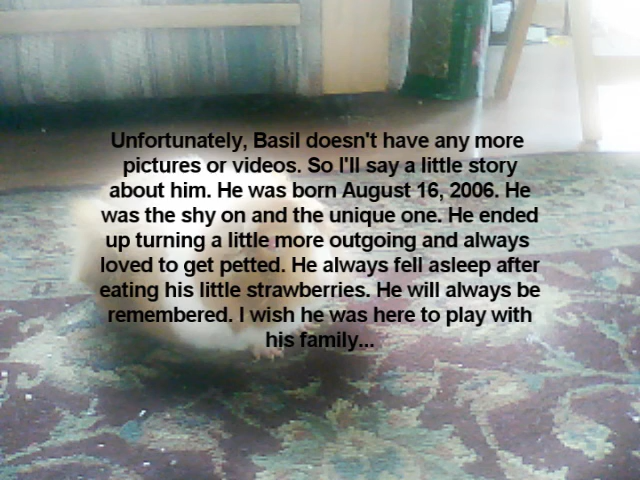 Unfortunately, Basil doesn't have any more
pictures or videos. So I'll say a little story
about him. He was born August 16, 2006. He
was the shy on and the unique one. He ended
up turning a little more outgoing and always
loved to get petted. He always fell asleep after
eating his little strawberries. He will always be
remembered. I wish he was here to play with
his family...